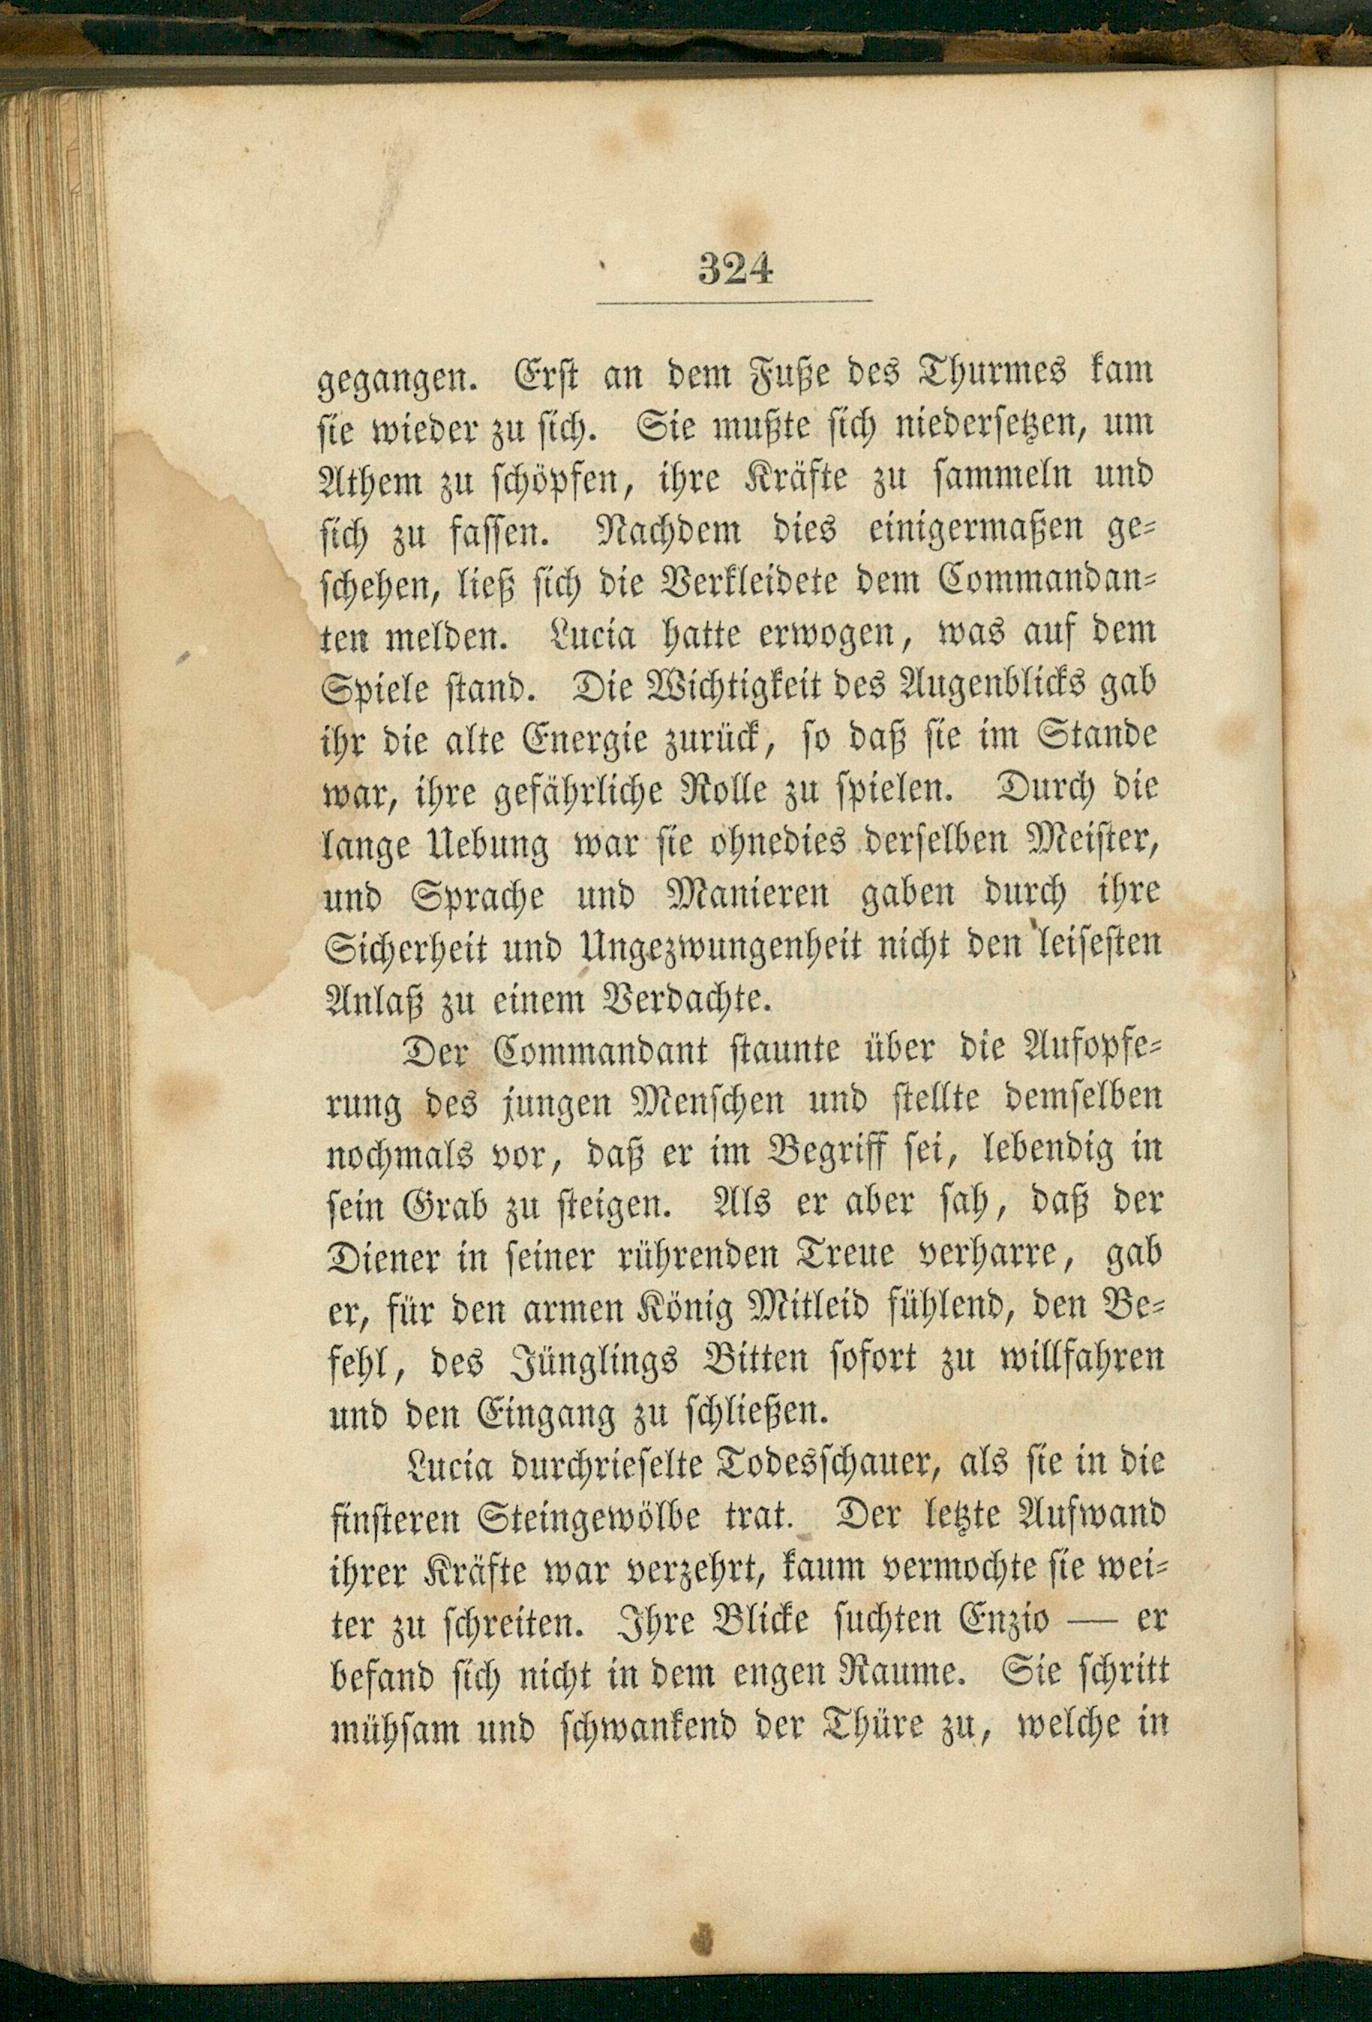 324
gegangen. Erst an dem Fuße des Thurmes kam
sie wieder zu sich. Sie mußte sich niedersetzen, um
Athem zu schöpfen, ihre Kräfte zu sammeln und
sich zu fassen. Nachdem dies einigermaßen ge-
schehen, ließ sich die Verkleidete dem Commandan-
ten melden. Lucia hatte erwogen, was auf dem
Spiele stand. Die Wichtigkeit des Augenblicks gab
ihr die alte Energie zurück, so daß sie im Stande
war, ihre gefährliche Rolle zu spielen. Durch die
lange Uebung war sie ohnedies derselben Meister,
und Sprache und Manieren gaben durch ihre
Sicherheit und Ungezwungenheit nicht den leisesten
Anlaß zu einem Verdachte.
Der Commandant staunte über die Aufopfe-
rung des jungen Menschen und stellte demselben
nochmals vor, daß er im Begriff sei, lebendig in
sein Grab zu steigen. Als er aber sah, daß der
Diener in seiner rührenden Treue verharre, gab
er, für den armen König Mitleid fühlend, den Be-
fehl, des Jünglings Bitten sofort zu willfahren
und den Eingang zu schließen.
Lucia durchrieselte Todesschauer, als sie in die
finsteren Steingewölbe trat. Der letzte Aufwand
ihrer Kräfte war verzehrt, kaum vermochte sie wei-
ter zu schreiten. Ihre Blicke suchten Enzio — er
befand sich nicht in dem engen Raume. Sie schritt
mühsam und schwankend der Thüre zu, welche in